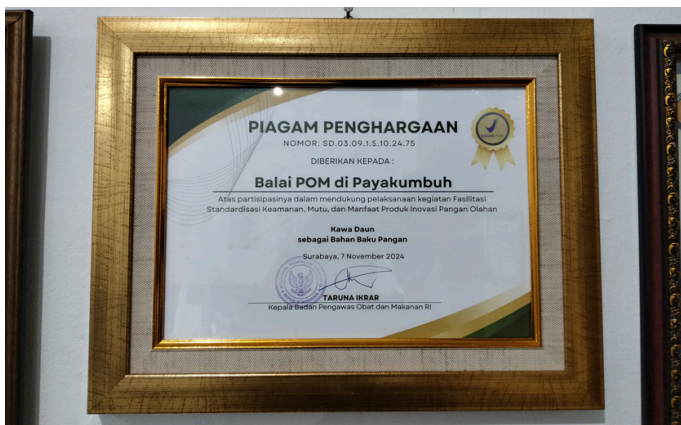 PIAGAM PENGHARGAAN
NOMOR: SD.03.09.1.5.10.24.75
DIBERIKAN KEPADA :
Balai POM di Payakumbuh
Atas partisipasinya dalam mendukung pelaksanaan kegiatan Fasilitasi
Standardisasi Keamanan, Mutu, dan Manfaat Produk Inovasi Pangan Olahan
Kawa Daun
sebagai Bahan Baku Pangan
Surabaya, 7 November 2024
TARUNA IKRAR
Kepala Badan Pengawas Obat dan Makanan RI